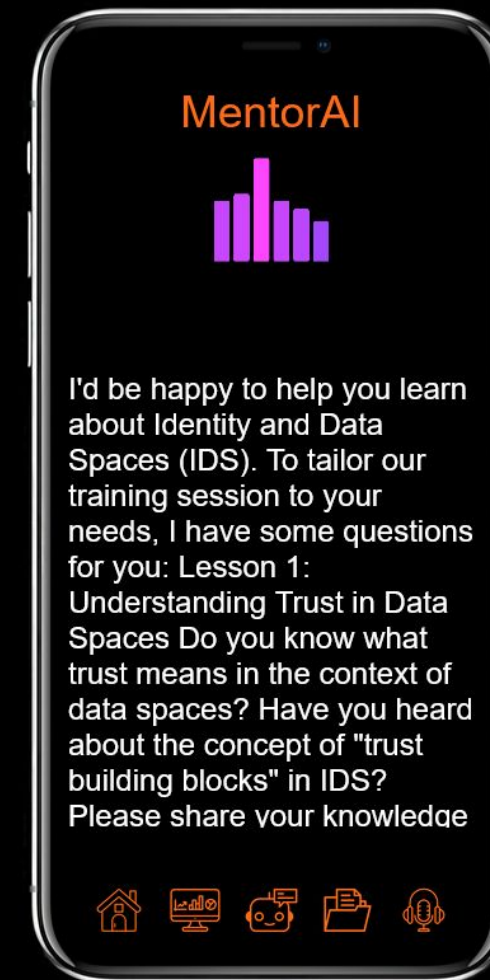 MentorAI
I'd be happy to help you learn
about Identity and Data
Spaces (IDS). To tailor our
training session to your
needs, I have some questions
for you: Lesson 1:
Understanding Trust in Data
Spaces Do you know what
trust means in the context of
data spaces? Have you heard
about the concept of "trust
building blocks" in IDS?
Please share your knowledge